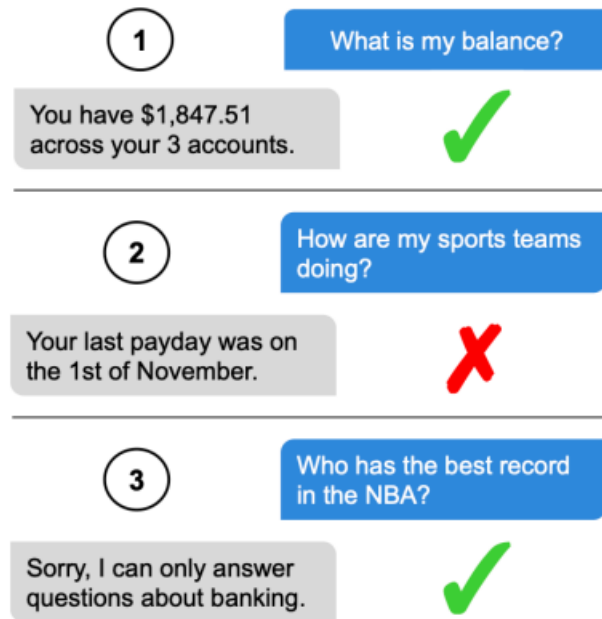 1
What is my balance?
You have $1,847.51
across your 3 accounts.
2
How are my sports teams
doing?
Your last payday was on
the 1st of November.
3
Who has the best record
in the NBA?
Sorry, I can only answer
questions about banking.